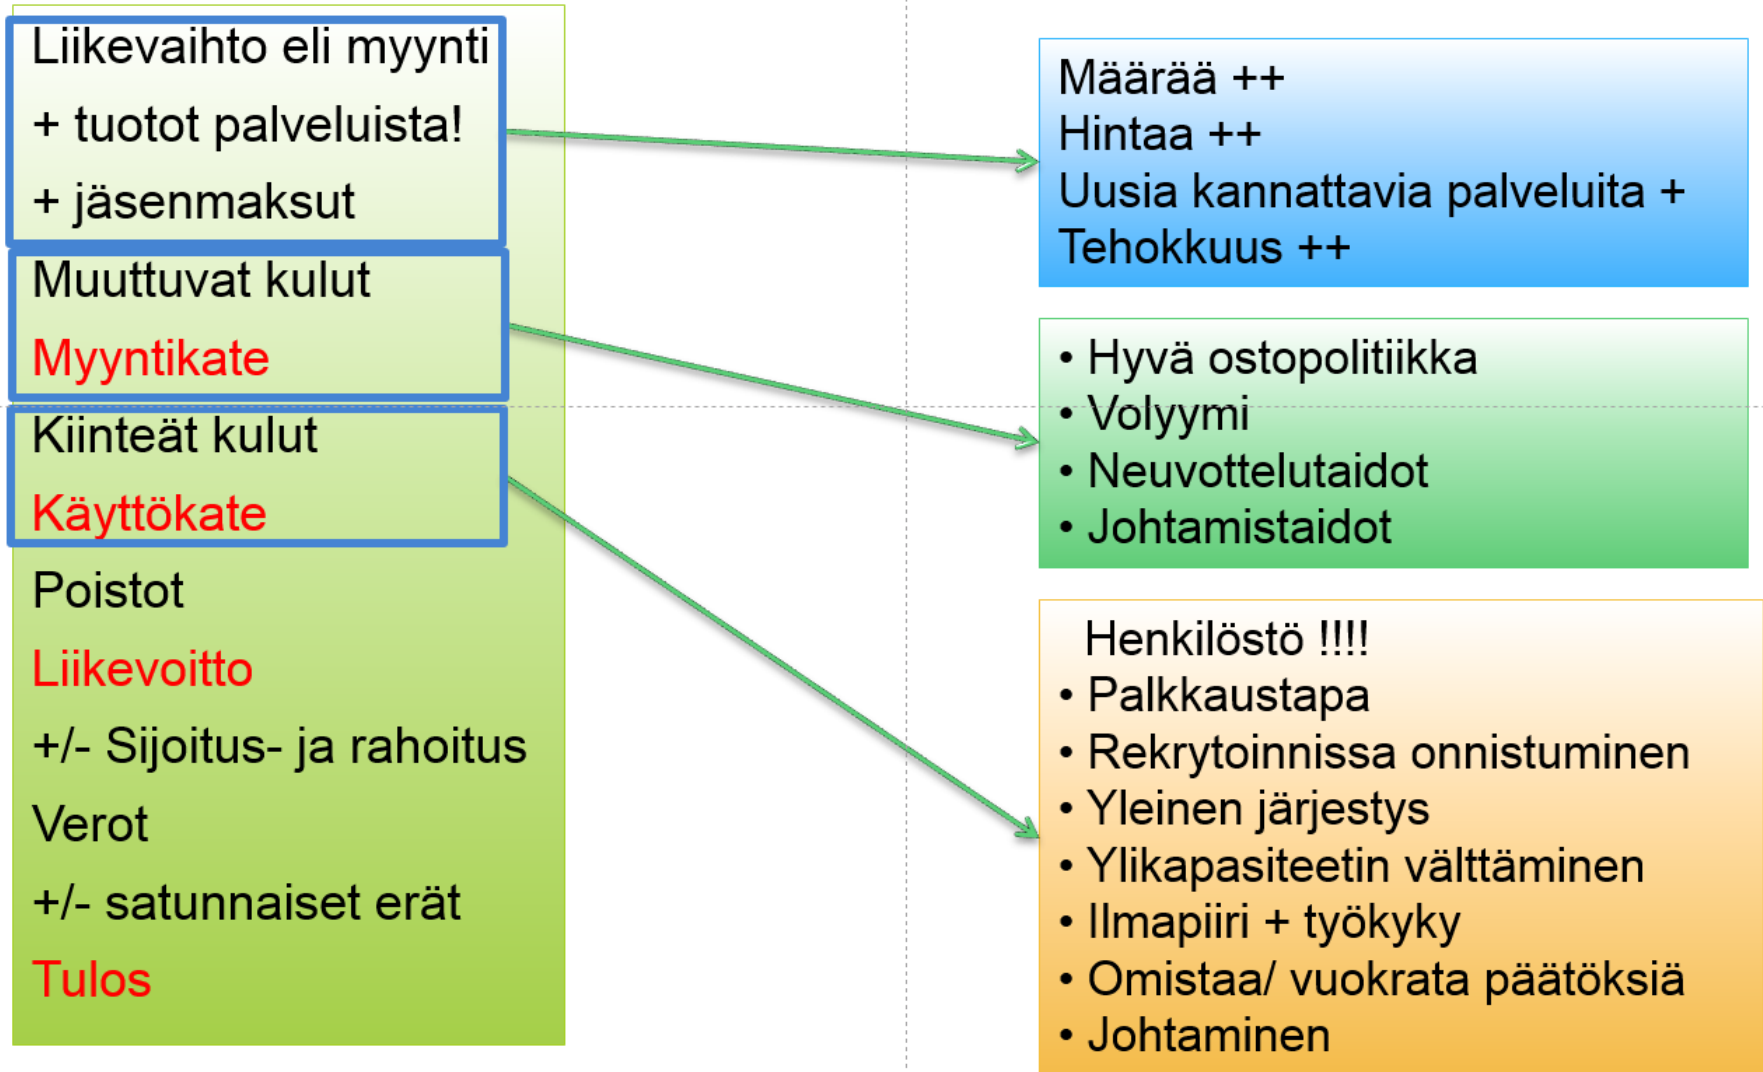 Liikevaihto eli myynti
+ tuotot palveluista!
+ jäsenmaksut
Muuttuvat kulut
Myyntikate
Kiinteät kulut
Käyttökate
Poistot
Liikevoitto
+/- Sijoitus- ja rahoitus
Verot
+/- satunnaiset erät
Tulos
Määrää ++
Hintaa ++
Uusia kannattavia palveluita +
Tehokkuus ++
• Hyvä ostopolitiikka
• Volyymi
• Neuvottelutaidot
• Johtamistaidot
Henkilöstö !!!!
• Palkkaustapa
• Rekrytoinnissa onnistuminen
• Yleinen järjestys
• Ylikapasiteetin välttäminen
• Ilmapiiri + työkyky
• Omistaa/ vuokrata päätöksiä
• Johtaminen